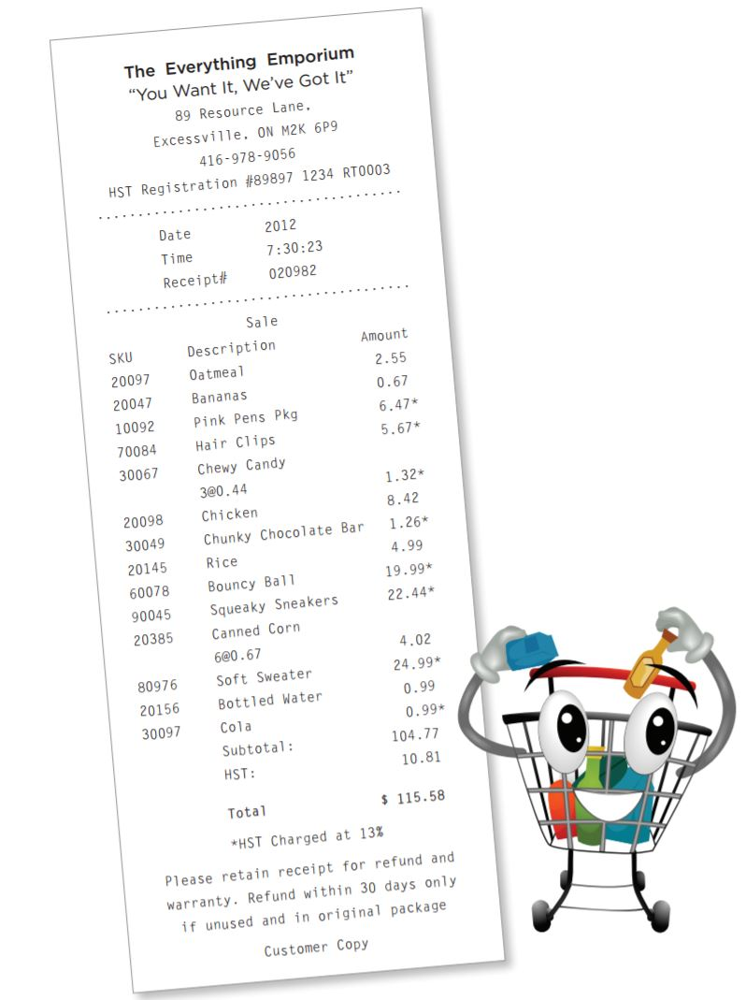 The Everything Emporium
“You Want It, We’ve Got It”
89 Resource Lane,
Excessville, ON M2K 6P9
416-978-9056
HST Registration #89897 1234 RT0003
Date 2012
Time 7:30:23
Receipt# 020982
Sale
SKU Description Amount
20097 Oatmeal 2.55
20047 Bananas 0.67
10092 Pink Pens Pkg 6.47*
70084 Hair Clips 5.67*
30067 Chewy Candy
3@0.44 1.32*
20098 Chicken 8.42
30049 Chunky Chocolate Bar 1.26*
20145 Rice 4.99
60078 Bouncy Ball 19.99*
90045 Squeaky Sneakers 22.44*
20385 Canned Corn
6@0.67 4.02
80976 Soft Sweater 24.99*
20156 Bottled Water 0.99
30097 Cola 0.99*
Subtotal: 104.77
HST: 10.81
Total $ 115.58
*HST Charged at 13%
Please retain receipt for refund and
warranty. Refund within 30 days only
if unused and in original package
Customer Copy